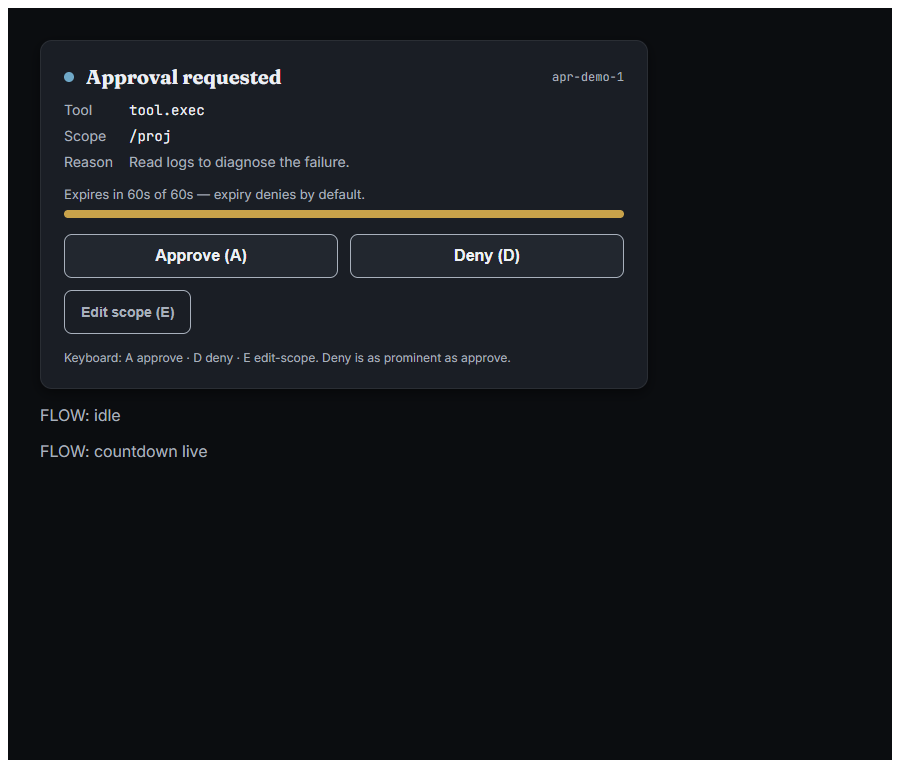 Approval requested apr-demo-1
Tool tool.exec
Scope /proj
Reason Read logs to diagnose the failure.
Expires in 60s of 60s — expiry denies by default.
Approve (A) Deny (D)
Edit scope (E)
Keyboard: A approve · D deny · E edit-scope. Deny is as prominent as approve.
FLOW: idle
FLOW: countdown live